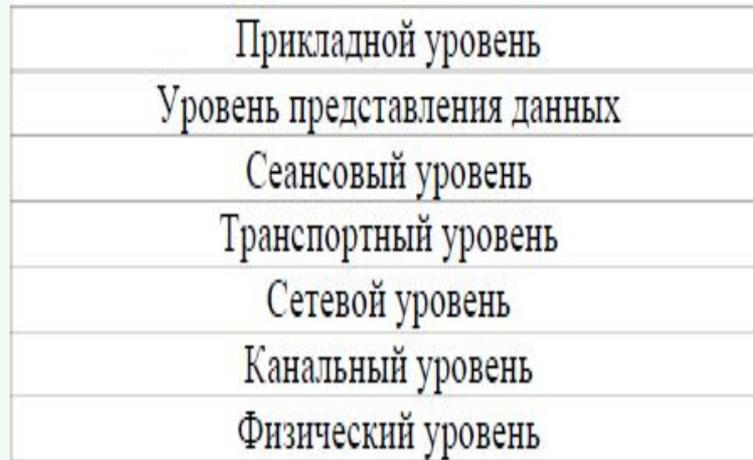 Прикладной уровень
Уровень представления данных
Сеансовый уровень
Транспортный уровень
Сетевой уровень
Канальный уровень
Физический уровень